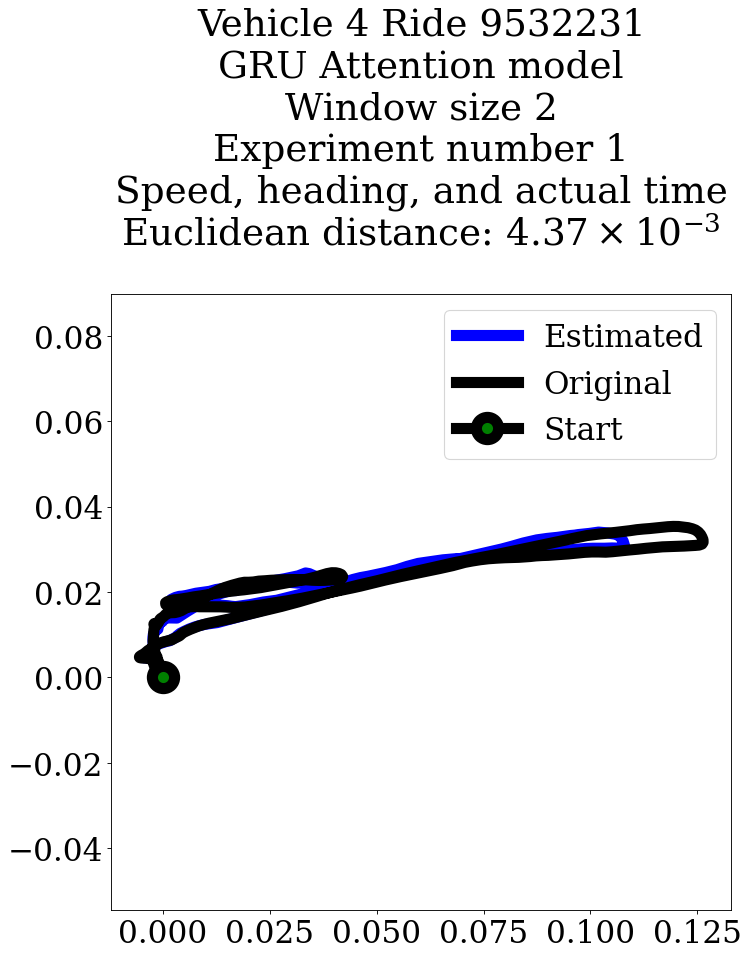 Vehicle 4 Ride 9532231
GRU Attention model
Window size 2
Experiment number 1
Speed, heading, and actual time
Euclidean distance: 4.37 × 10⁻³
Estimated
Original
Start
0.08
0.06
0.04
0.02
0.00
−0.02
−0.04
0.000 0.025 0.050 0.075 0.100 0.125